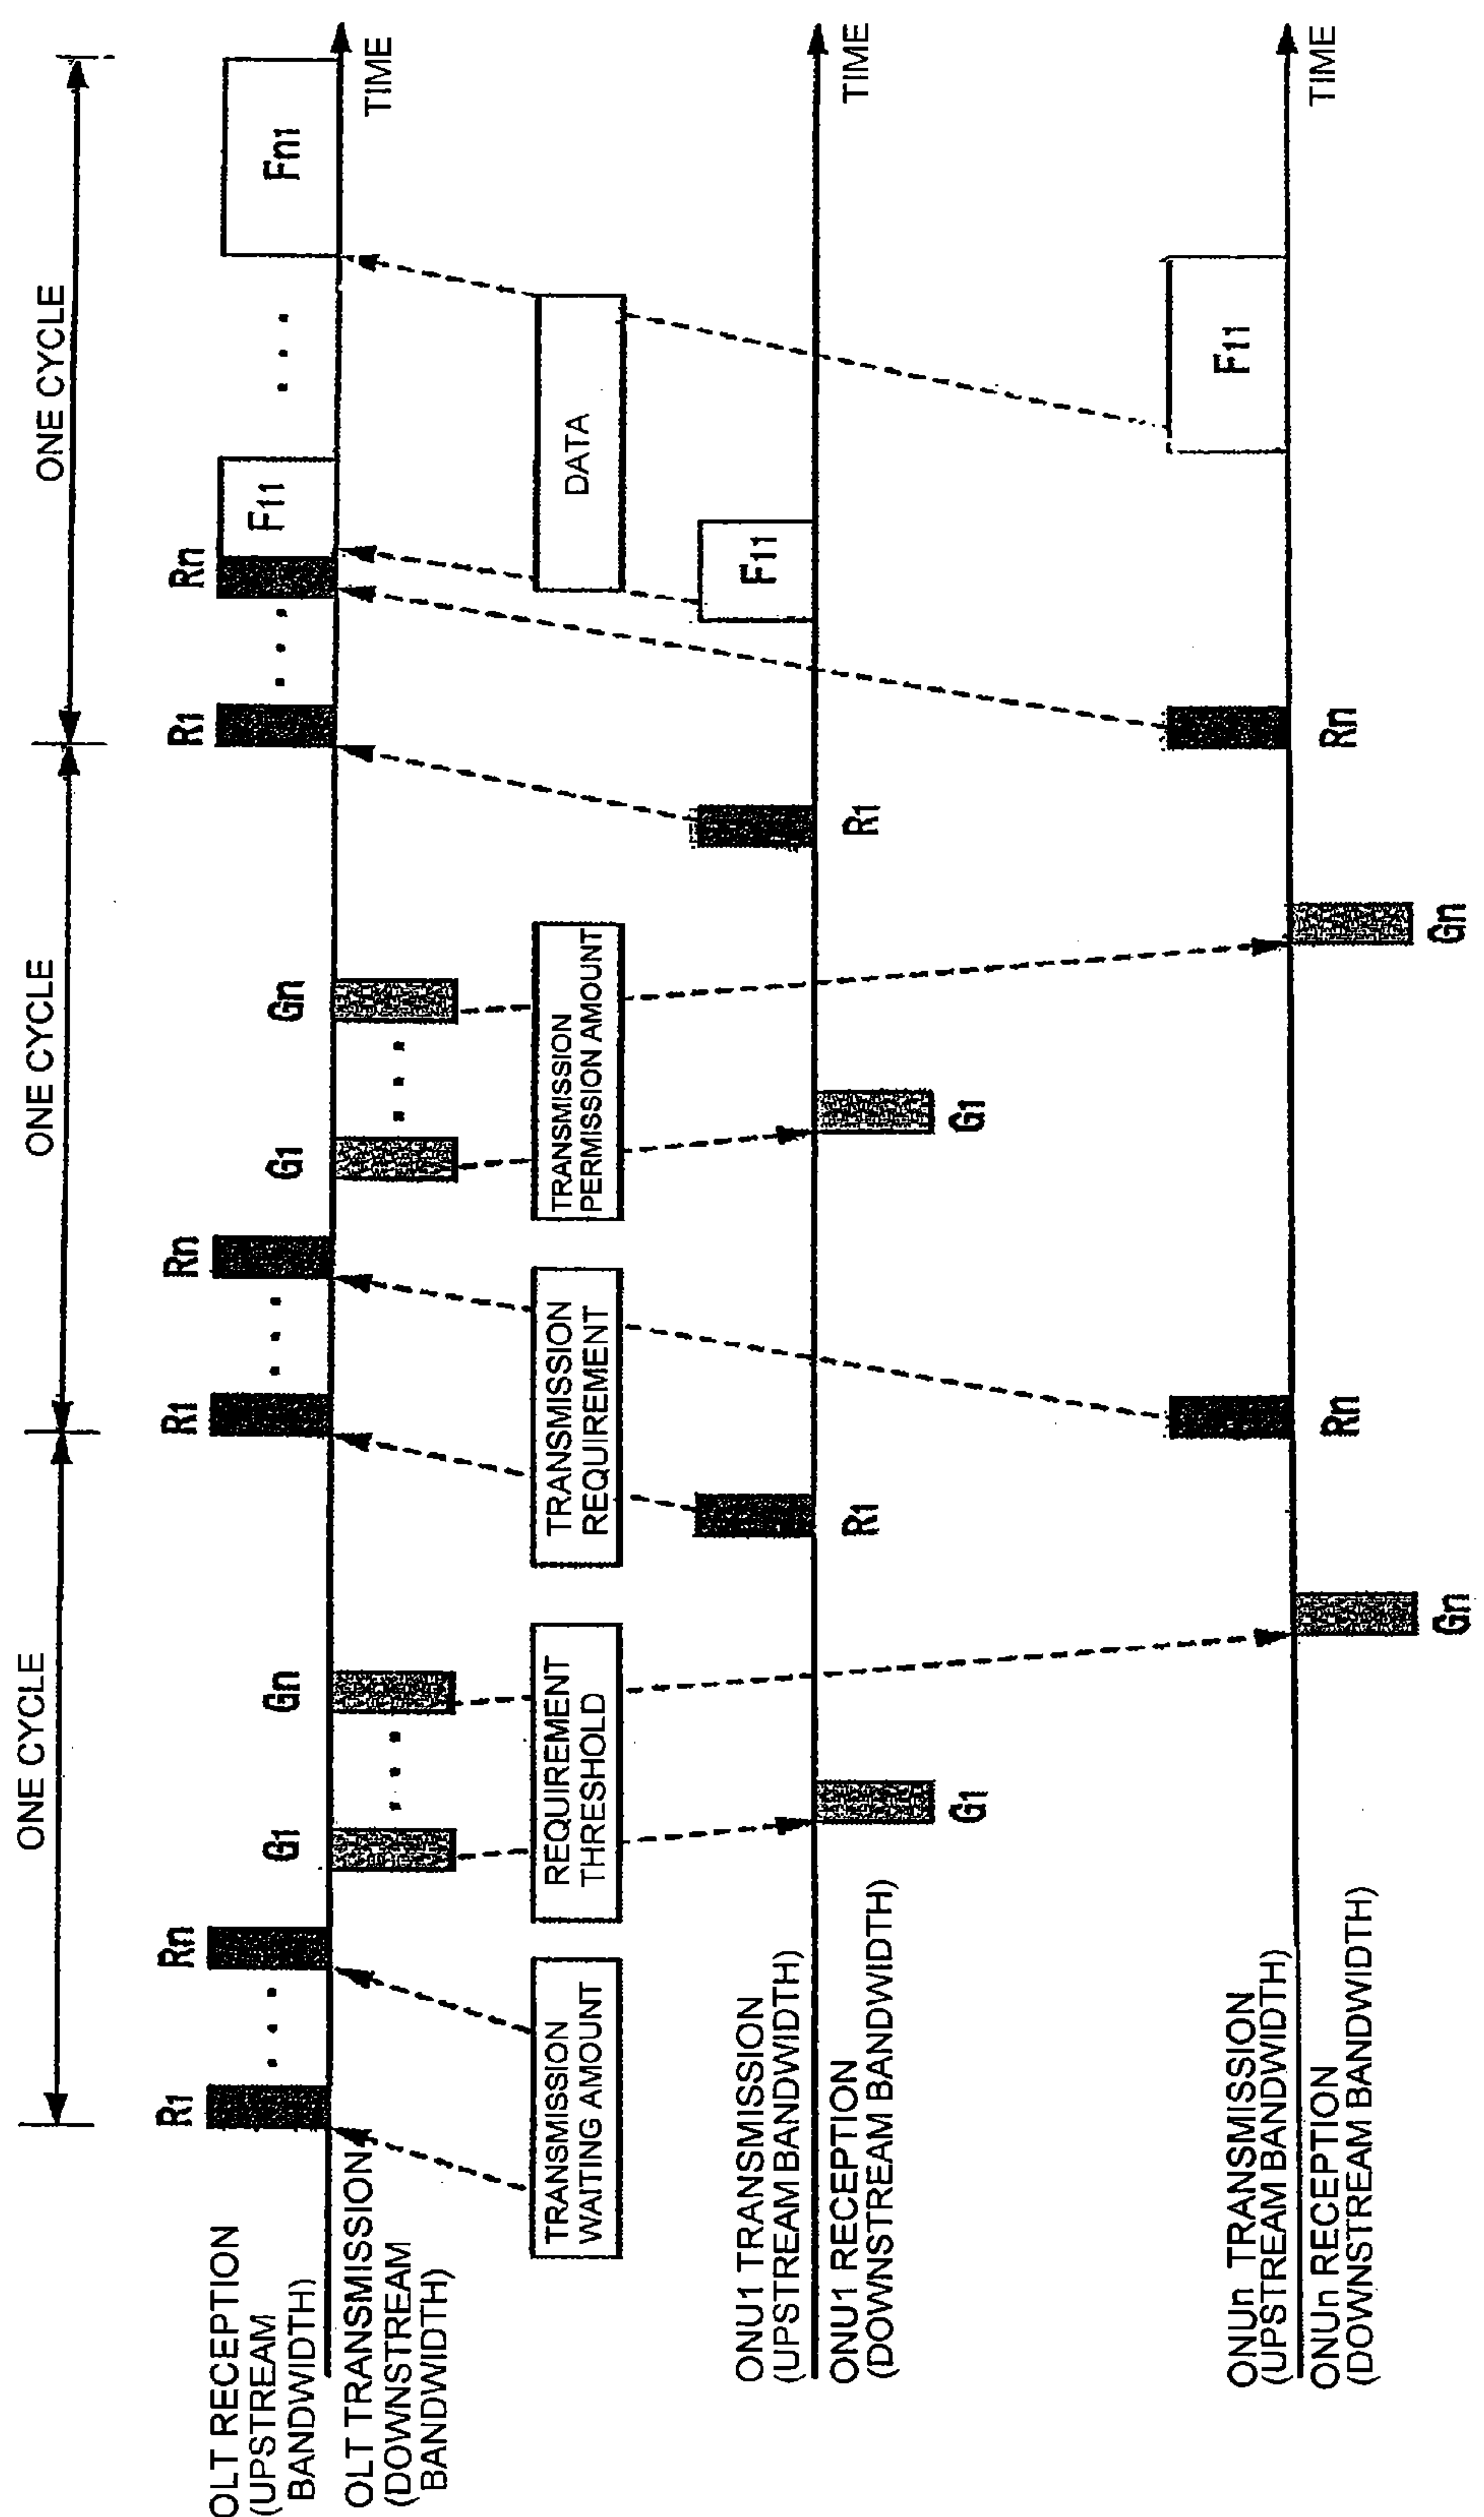 ONE CYCLE
ONE CYCLE
ONE CYCLE
R1
Rn
R1
Rn
R1
Rn
F11
Fn1
OLT RECEPTION
(UPSTREAM
BANDWIDTH)
G1
Gn
G1
Gn
OLT TRANSMISSION
(DOWNSTREAM
BANDWIDTH)
TIME
TRANSMISSION
WAITING AMOUNT
REQUIREMENT
THRESHOLD
TRANSMISSION
REQUIREMENT
TRANSMISSION
PERMISSION AMOUNT
DATA
ONU1 TRANSMISSION
(UPSTREAM BANDWIDTH)
F11
ONU1 RECEPTION
(DOWNSTREAM BANDWIDTH)
R1
R1
TIME
G1
G1
ONUn TRANSMISSION
(UPSTREAM BANDWIDTH)
F11
ONUn RECEPTION
(DOWNSTREAM BANDWIDTH)
Rn
Rn
TIME
Gn
Gn